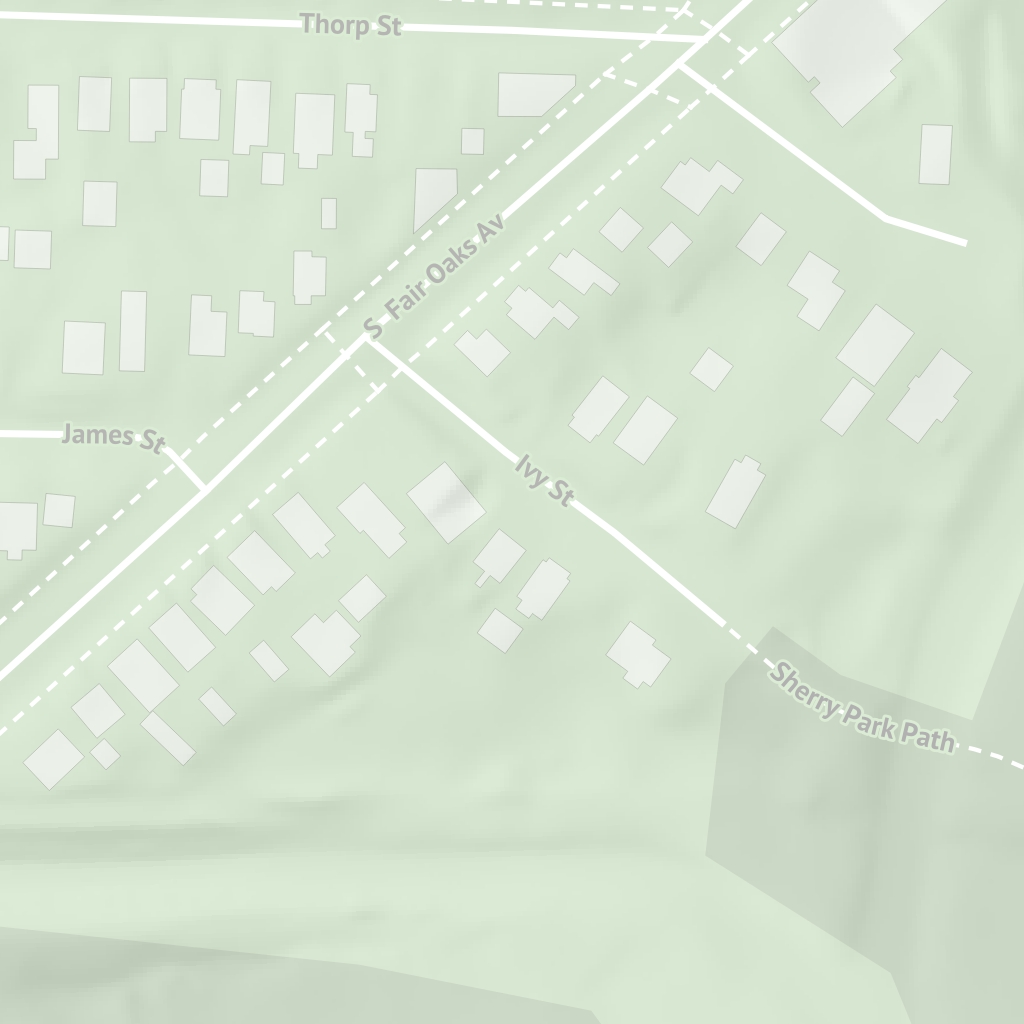 Thorp St
S Fair Oaks Av
James St
Ivy St
Sherry Park Path